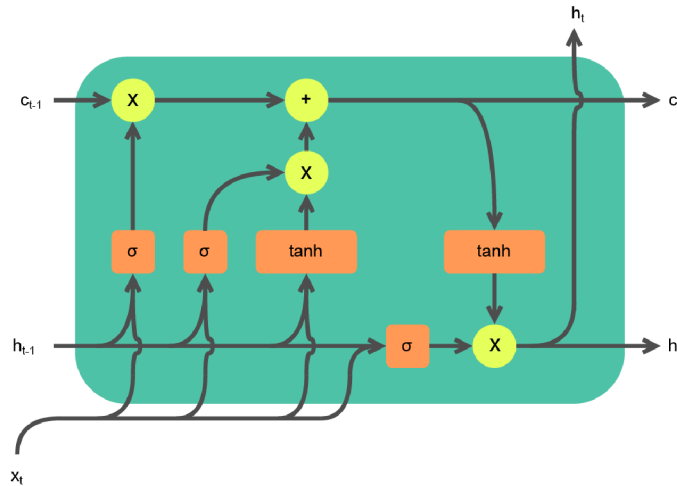 hₜ
cₜ₋₁ X + c
X
σ σ tanh tanh
hₜ₋₁ σ X h
xₜ